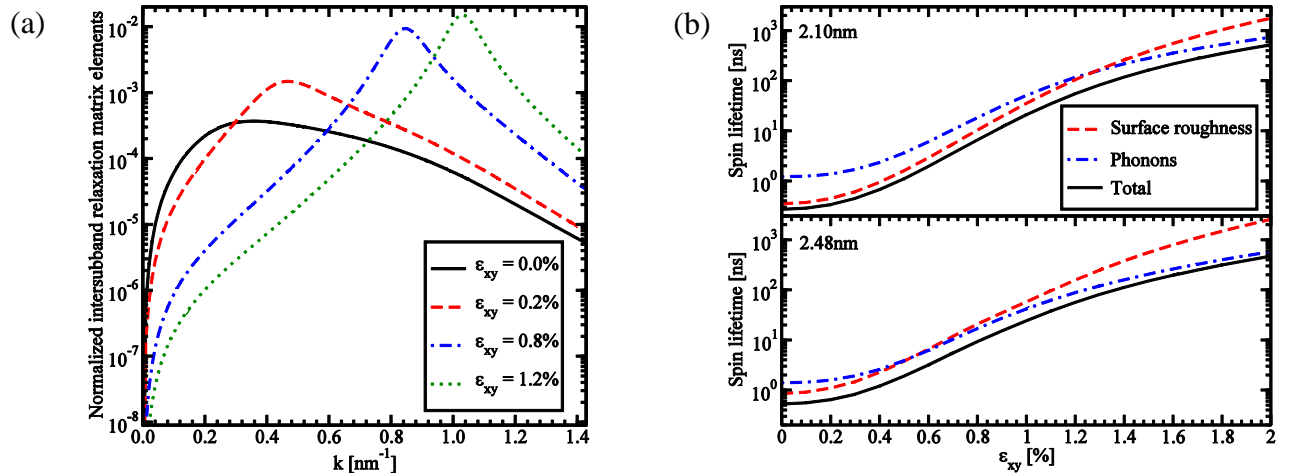 (a)
Normalized intersubband relaxation matrix elements
10^-2
10^-3
10^-4
10^-5
10^-6
10^-7
10^-8
0.0 0.2 0.4 0.6 0.8 1.0 1.2 1.4
k [nm^-1]
ε_xy = 0.0%
ε_xy = 0.2%
ε_xy = 0.8%
ε_xy = 1.2%
(b)
2.10nm
Spin lifetime [ns]
10^3
10^2
10^1
10^0
Surface roughness
Phonons
Total
2.48nm
Spin lifetime [ns]
10^3
10^2
10^1
10^0
0 0.2 0.4 0.6 0.8 1 1.2 1.4 1.6 1.8 2
ε_xy [%]